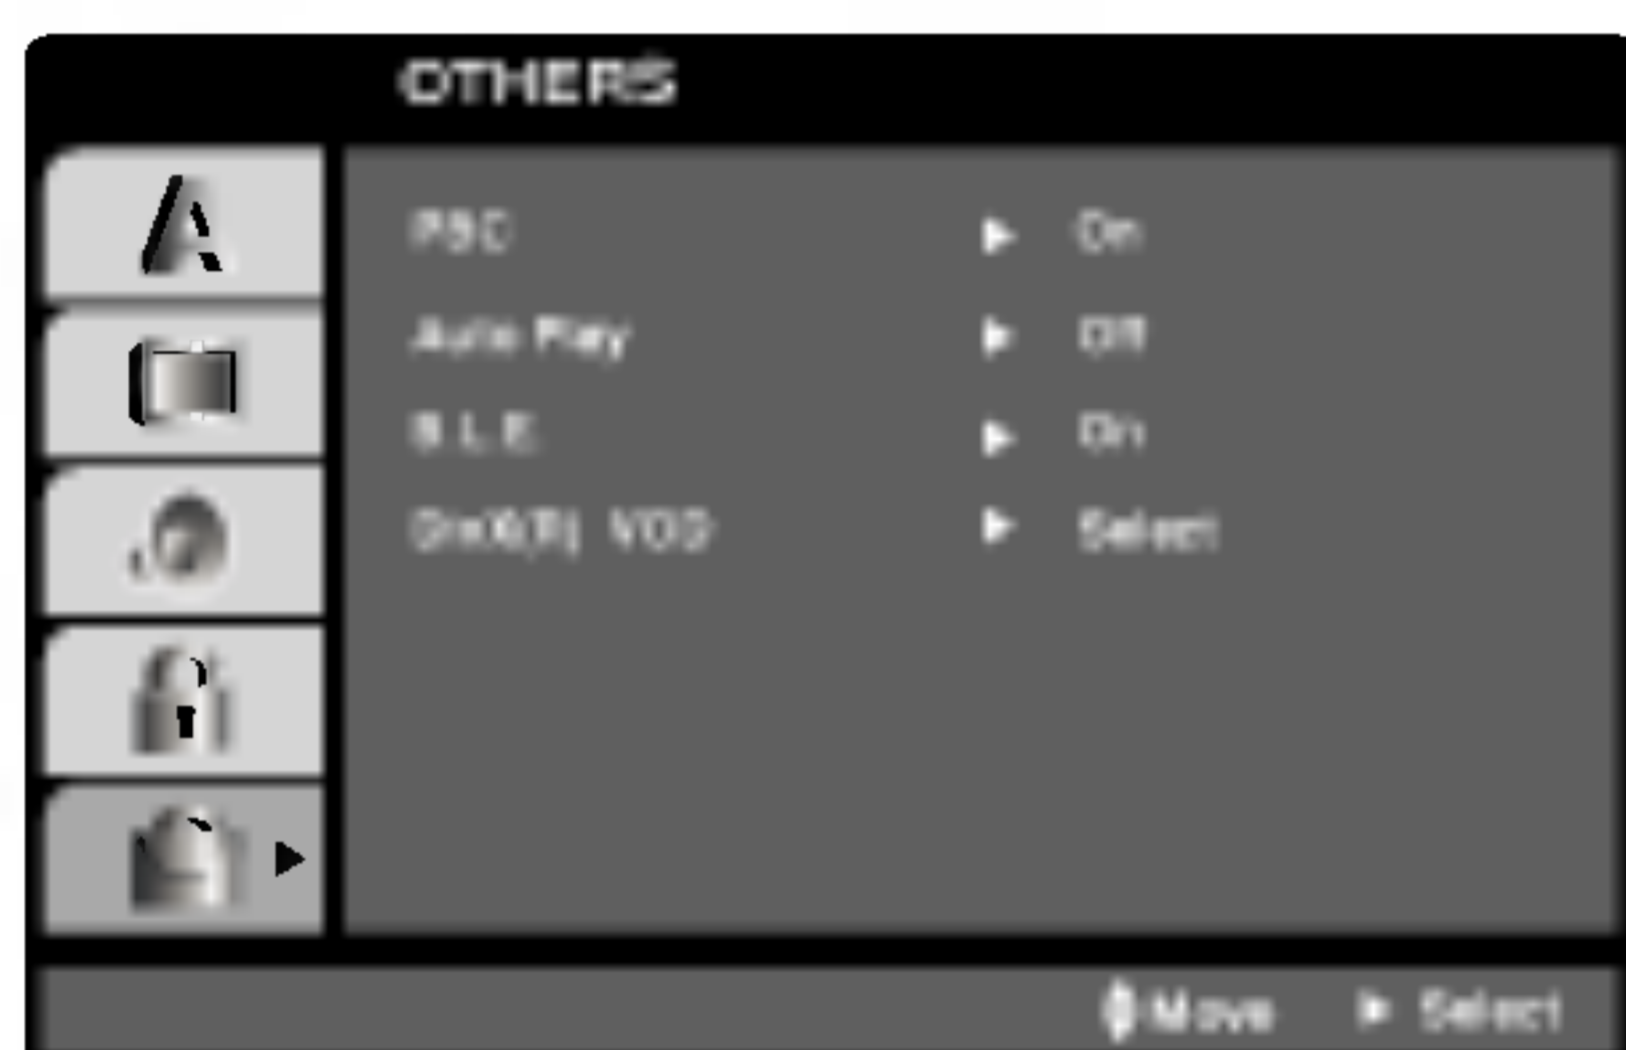 OTHERS
PBC On
Auto Play Off
B.L.E. On
DivX(R) VOD Select
Move Select